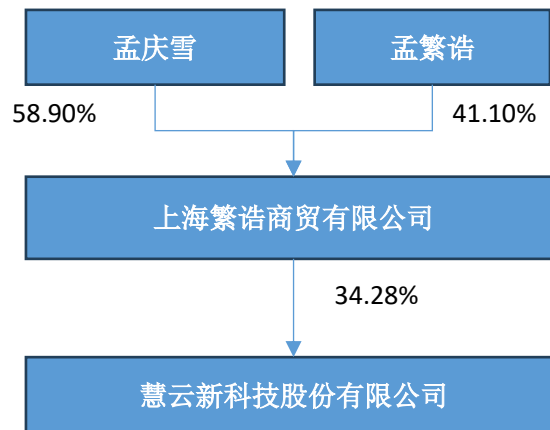 孟庆雪
孟繁诰
58.90%
41.10%
上海繁诰商贸有限公司
34.28%
慧云新科技股份有限公司